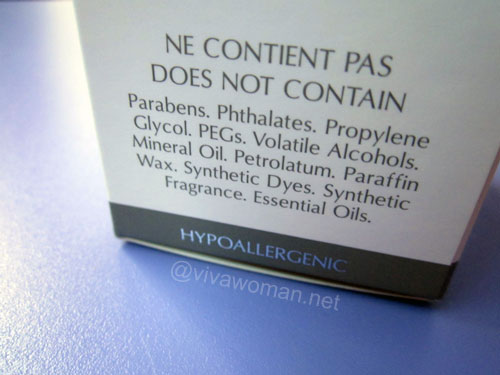 NE CONTIENT PAS
DOES NOT CONTAIN
Parabens. Phthalates. Propylene
Glycol. PEGs. Volatile Alcohols.
Mineral Oil. Petrolatum. Paraffin
Wax. Synthetic Dyes. Synthetic
Fragrance. Essential Oils.
HYPOALLERGENIC
@vivawoman.net